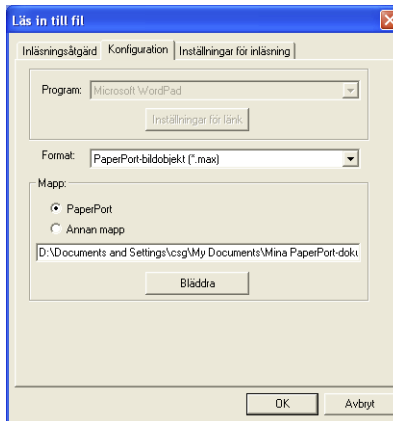 Läs in till fil
Inläsningsåtgärd Konfiguration Inställningar för inläsning
Program: Microsoft WordPad
Inställningar för länk
Format: PaperPort-bildobjekt (*.max)
Mapp:
PaperPort
Annan mapp
D:\Documents and Settings\csg\My Documents\Mina PaperPort-doku
Bläddra
OK Avbryt